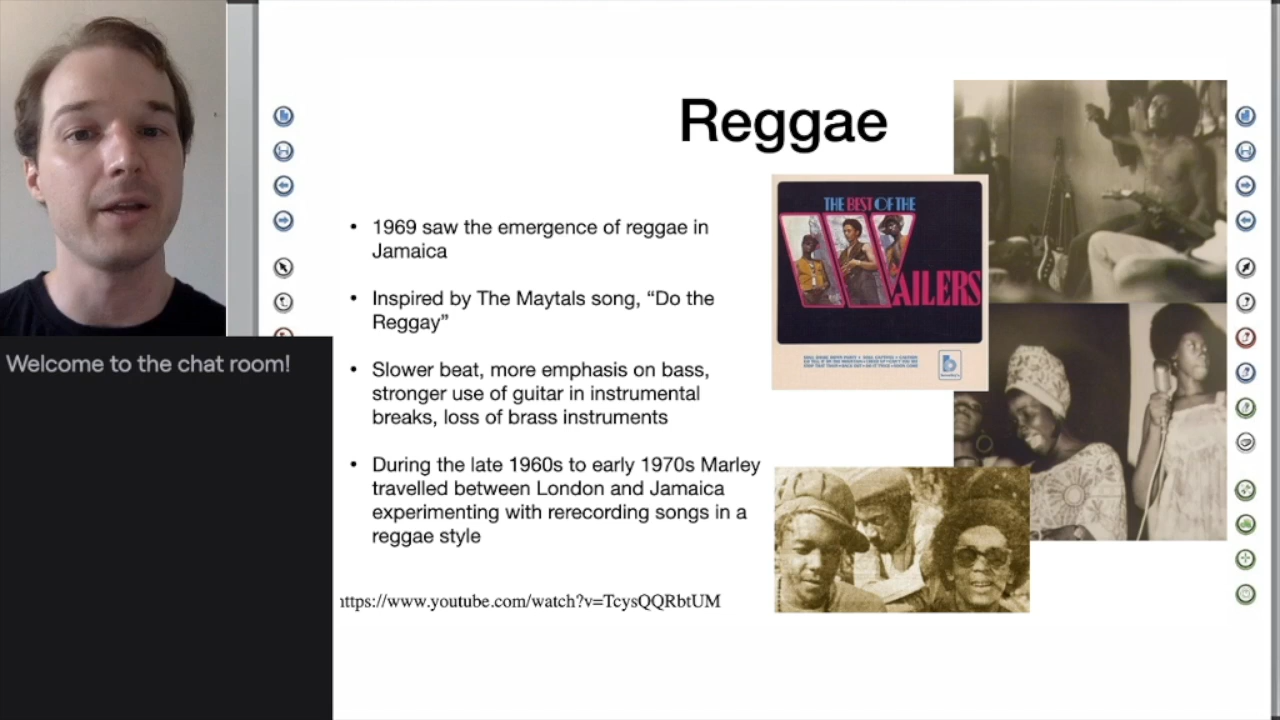 Reggae
THE BEST OF THE
WAILERS
• 1969 saw the emergence of reggae in
Jamaica
• Inspired by The Maytals song, “Do the
Reggay”
• Slower beat, more emphasis on bass,
stronger use of guitar in instrumental
breaks, loss of brass instruments
• During the late 1960s to early 1970s Marley
travelled between London and Jamaica
experimenting with rerecording songs in a
reggae style
ttps://www.youtube.com/watch?v=TcysQQRbtUM
Welcome to the chat room!